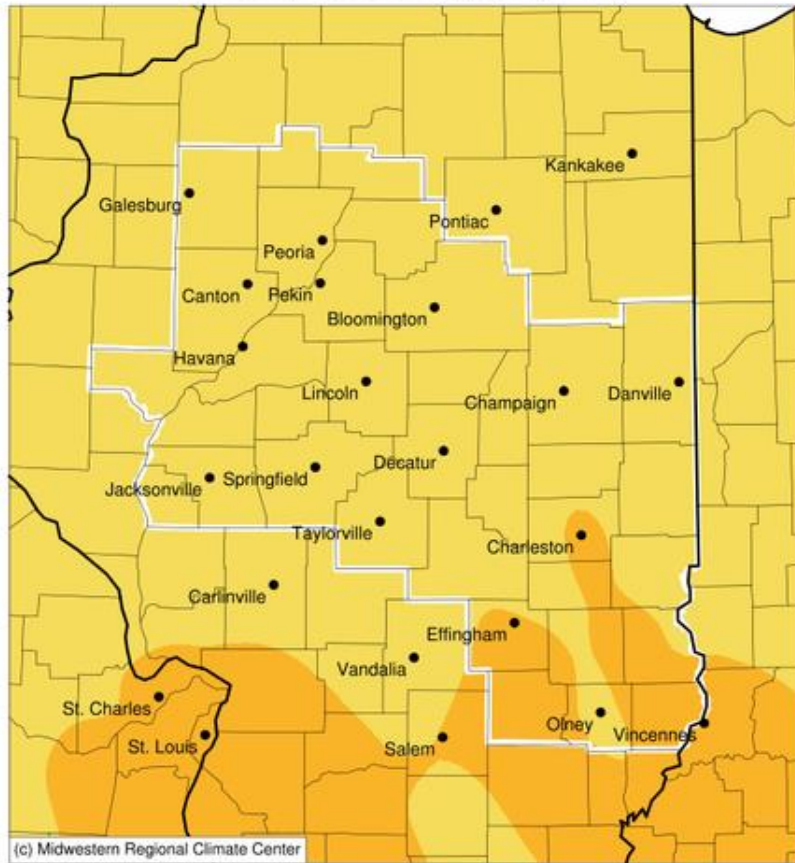 Kankakee
Galesburg
Pontiac
Peoria
Canton
Pekin
Bloomington
Havana
Lincoln
Champaign
Danville
Decatur
Springfield
Jacksonville
Taylorville
Charleston
Carlinville
Effingham
Vandalia
St. Charles
Olney
Vincennes
St. Louis
Salem
(c) Midwestern Regional Climate Center